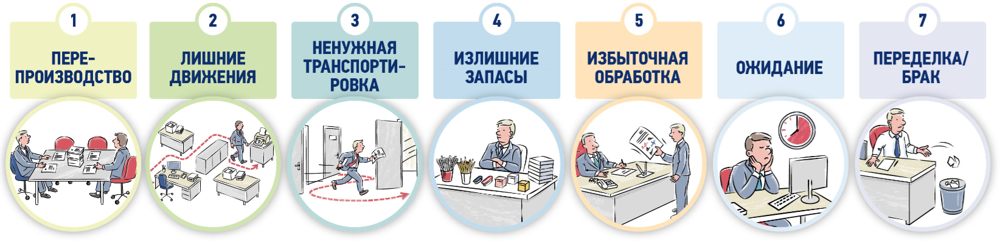 1
ПЕРЕ-
ПРОИЗВОДСТВО
2
ЛИШНИЕ
ДВИЖЕНИЯ
3
НЕНУЖНАЯ
ТРАНСПОРТИ-
РОВКА
4
ИЗЛИШНИЕ
ЗАПАСЫ
5
ИЗБЫТОЧНАЯ
ОБРАБОТКА
6
ОЖИДАНИЕ
7
ПЕРЕДЕЛКА/
БРАК